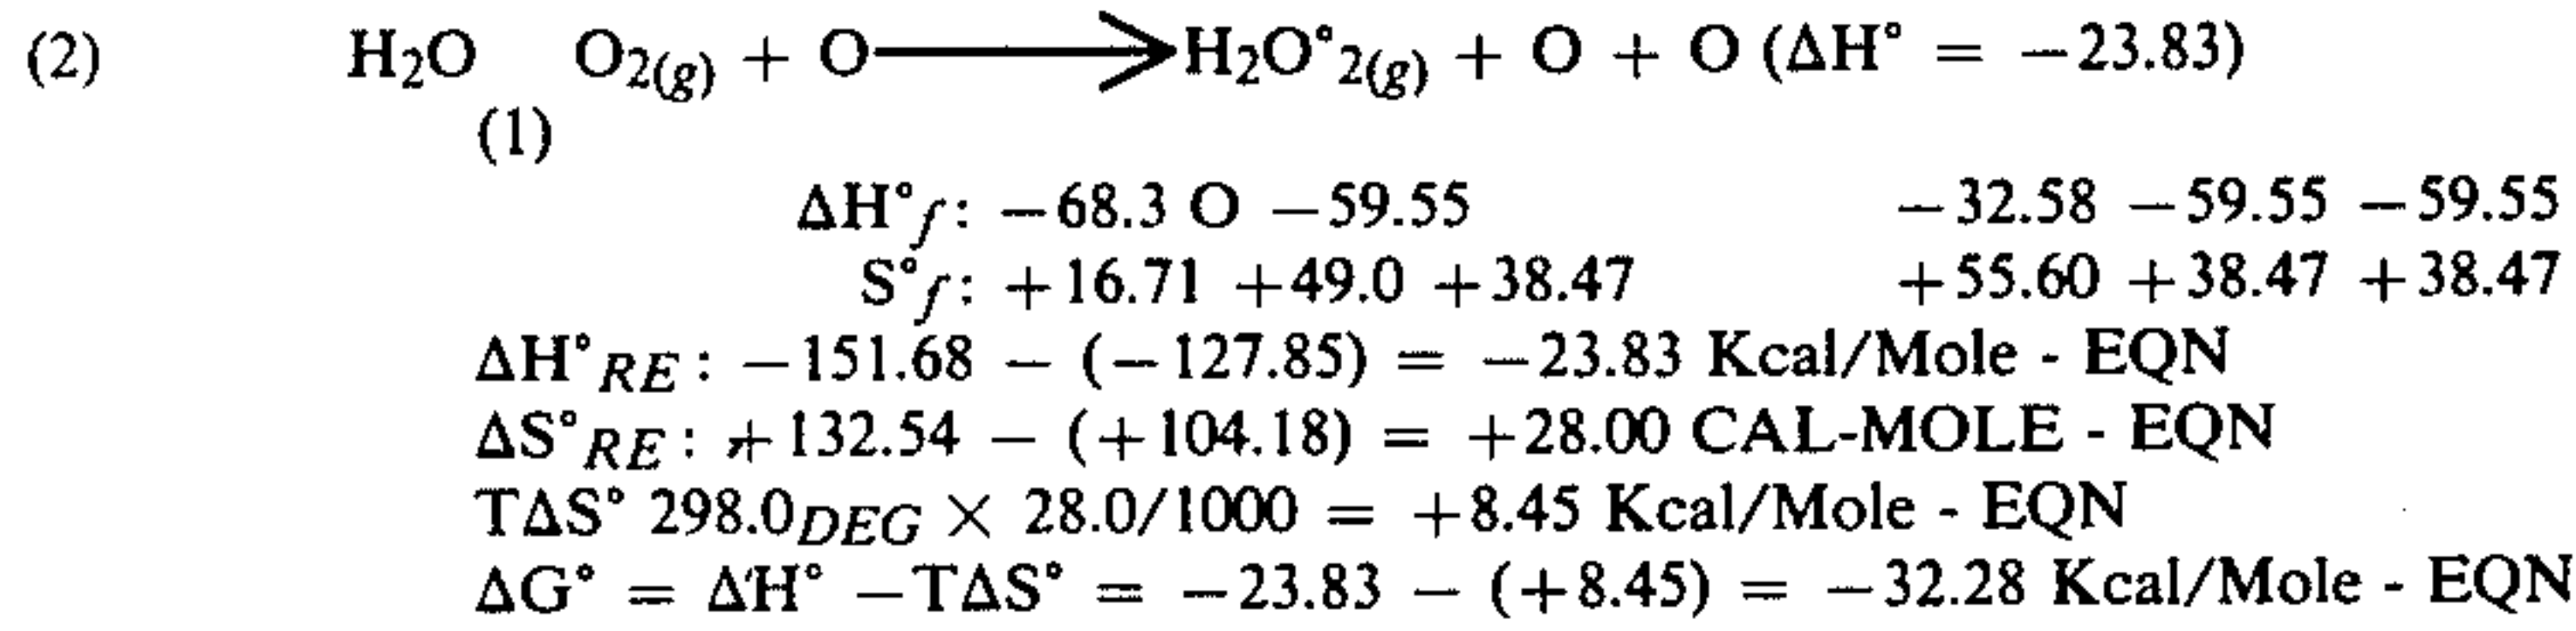 (2) H₂O O₂(g) + O ⟶ H₂O°₂(g) + O + O (ΔH° = −23.83)
(1)
ΔH°f: −68.3 O −59.55 −32.58 −59.55 −59.55
S°f: +16.71 +49.0 +38.47 +55.60 +38.47 +38.47
ΔH°RE: −151.68 − (−127.85) = −23.83 Kcal/Mole - EQN
ΔS°RE: +132.54 − (+104.18) = +28.00 CAL-MOLE - EQN
TΔS° 298.0DEG × 28.0/1000 = +8.45 Kcal/Mole - EQN
ΔG° = ΔH° −TΔS° = −23.83 − (+8.45) = −32.28 Kcal/Mole - EQN